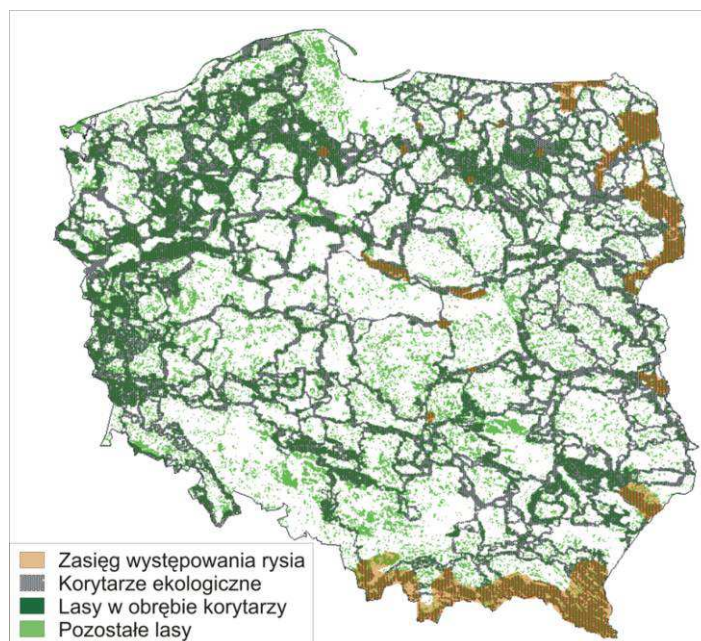 Zasięg występowania rysia
Korytarze ekologiczne
Lasy w obrębie korytarzy
Pozostałe lasy